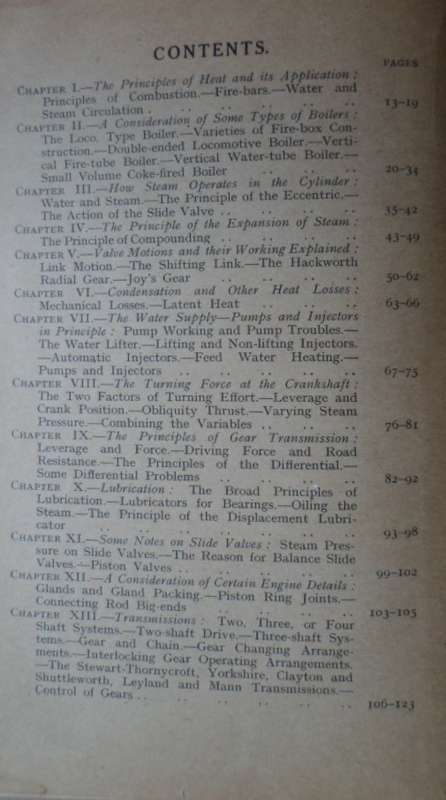 CONTENTS.
PAGES
CHAPTER I.—The Principles of Heat and its Application :
Principles of Combustion.—Fire-bars.—Water and
Steam Circulation . .. .. .. .. .. 13-19
CHAPTER II.—A Consideration of Some Types of Boilers :
The Loco. Type Boiler.—Varieties of Fire-box Con-
struction.—Double-ended Locomotive Boiler.—Verti-
cal Fire-tube Boiler.—Vertical Water-tube Boiler.—
Small Volume Coke-fired Boiler .. .. .. 20-34
CHAPTER III.—How Steam Operates in the Cylinder :
Water and Steam.—The Principle of the Eccentric.—
The Action of the Slide Valve .. .. .. .. 35-42
CHAPTER IV.—The Principle of the Expansion of Steam :
The Principle of Compounding .. .. .. .. 43-49
CHAPTER V.—Valve Motions and their Working Explained :
Link Motion.—The Shifting Link.—The Hackworth
Radial Gear.—Joy's Gear .. .. .. .. 50-62
CHAPTER VI.—Condensation and Other Heat Losses :
Mechanical Losses.—Latent Heat .. .. .. 63-66
CHAPTER VII.—The Water Supply—Pumps and Injectors
in Principle : Pump Working and Pump Troubles.—
The Water Lifter.—Lifting and Non-lifting Injectors.
—Automatic Injectors.—Feed Water Heating.—
Pumps and Injectors .. .. .. .. .. 67-75
CHAPTER VIII.—The Turning Force at the Crankshaft :
The Two Factors of Turning Effort.—Leverage and
Crank Position.—Obliquity Thrust.—Varying Steam
Pressure.—Combining the Variables .. .. .. 76-81
CHAPTER IX.—The Principles of Gear Transmission :
Leverage and Force.—Driving Force and Road
Resistance.—The Principles of the Differential.—
Some Differential Problems .. .. .. .. 82-92
CHAPTER X.—Lubrication : The Broad Principles of
Lubrication.—Lubricators for Bearings.—Oiling the
Steam.—The Principle of the Displacement Lubri-
cator .. .. .. .. .. .. .. 93-98
CHAPTER XI.—Some Notes on Slide Valves : Steam Pres-
sure on Slide Valves.—The Reason for Balance Slide
Valves.—Piston Valves .. .. .. .. .. 99-102
CHAPTER XII.—A Consideration of Certain Engine Details :
Glands and Gland Packing.—Piston Ring Joints.—
Connecting Rod Big-ends .. .. .. .. 103-105
CHAPTER XIII.—Transmissions : Two, Three, or Four
Shaft Systems.—Two-shaft Drive.—Three-shaft Sys-
tems.—Gear and Chain.—Gear Changing Arrange-
ments.—Interlocking Gear Operating Arrangements.
—The Stewart-Thornycroft, Yorkshire, Clayton and
Shuttleworth, Leyland and Mann Transmissions.—
Control of Gears .. .. .. .. .. .. 106-123